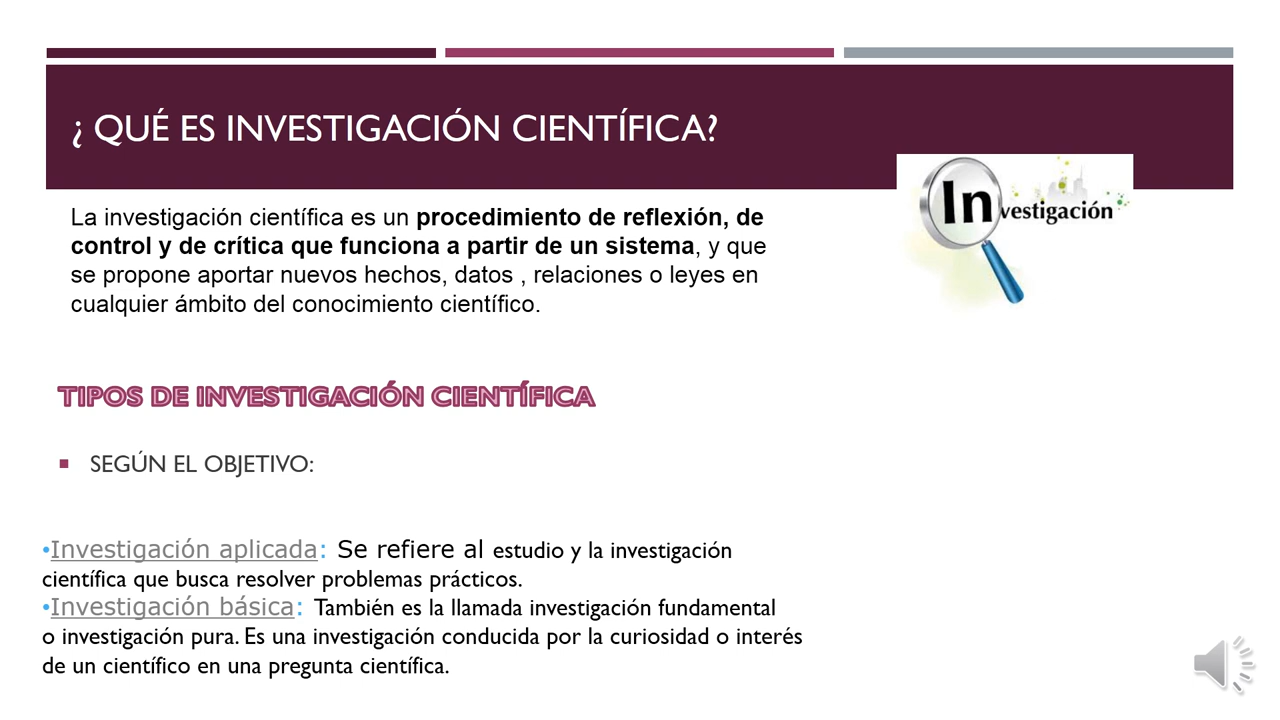 ¿ QUÉ ES INVESTIGACIÓN CIENTÍFICA?
Investigación
La investigación científica es un procedimiento de reflexión, de
control y de crítica que funciona a partir de un sistema, y que
se propone aportar nuevos hechos, datos , relaciones o leyes en
cualquier ámbito del conocimiento científico.
TIPOS DE INVESTIGACIÓN CIENTÍFICA
▪ SEGÚN EL OBJETIVO:
•Investigación aplicada: Se refiere al estudio y la investigación
científica que busca resolver problemas prácticos.
•Investigación básica: También es la llamada investigación fundamental
o investigación pura. Es una investigación conducida por la curiosidad o interés
de un científico en una pregunta científica.